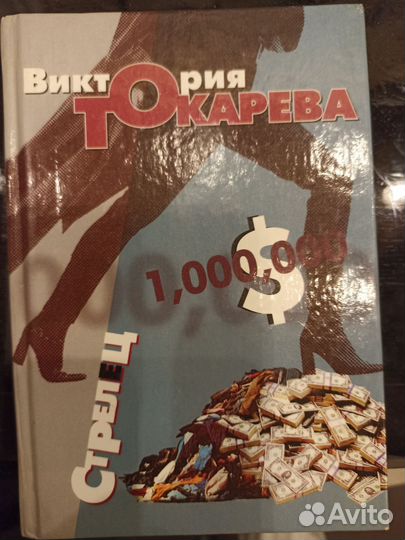 Виктория
ТОКАРЕВА
$
1,000,000
Стрелец
Avito